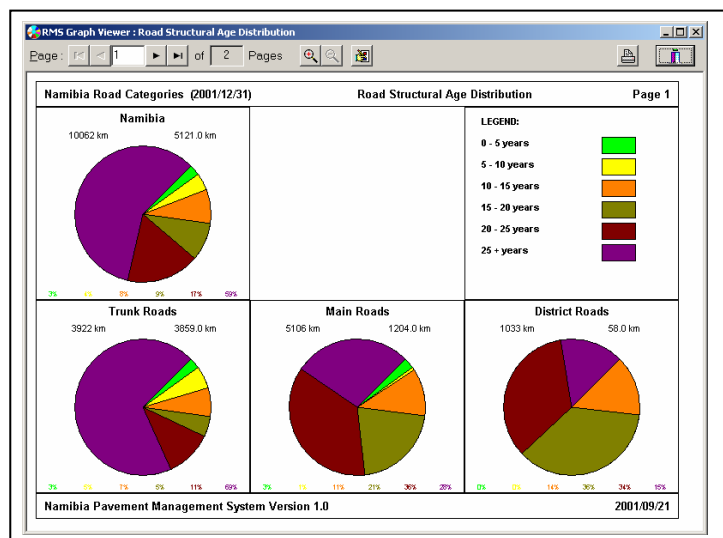 RMS Graph Viewer : Road Structural Age Distribution
Page : 1 of 2 Pages
Namibia Road Categories (2001/12/31) Road Structural Age Distribution Page 1
Namibia
10062 km 5121.0 km
3% 4% 8% 9% 17% 59%
LEGEND:
0 - 5 years
5 - 10 years
10 - 15 years
15 - 20 years
20 - 25 years
25 + years
Trunk Roads
3922 km 3859.0 km
3% 6% 7% 5% 11% 69%
Main Roads
5106 km 1204.0 km
3% 11% 21% 36% 28%
District Roads
1033 km 58.0 km
0% 0% 14% 36% 34% 15%
Namibia Pavement Management System Version 1.0 2001/09/21